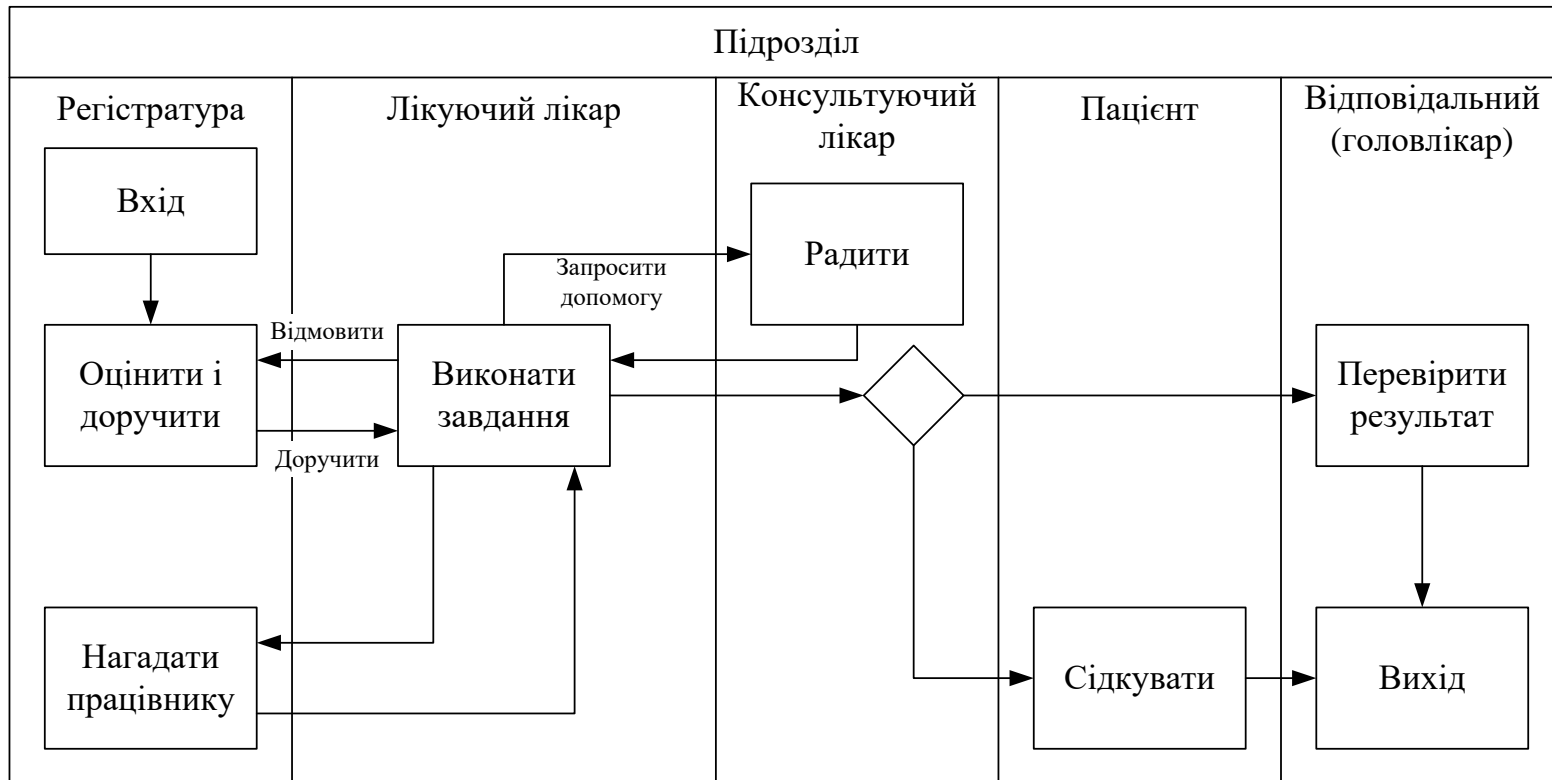 Підрозділ
Регістратура
Лікуючий лікар
Консультуючий
лікар
Пацієнт
Відповідальний
(головлікар)
Вхід
Радити
Запросити
допомогу
Відмовити
Оцінити і
доручити
Виконати
завдання
Перевірити
результат
Доручити
Нагадати
працівнику
Сідкувати
Вихід